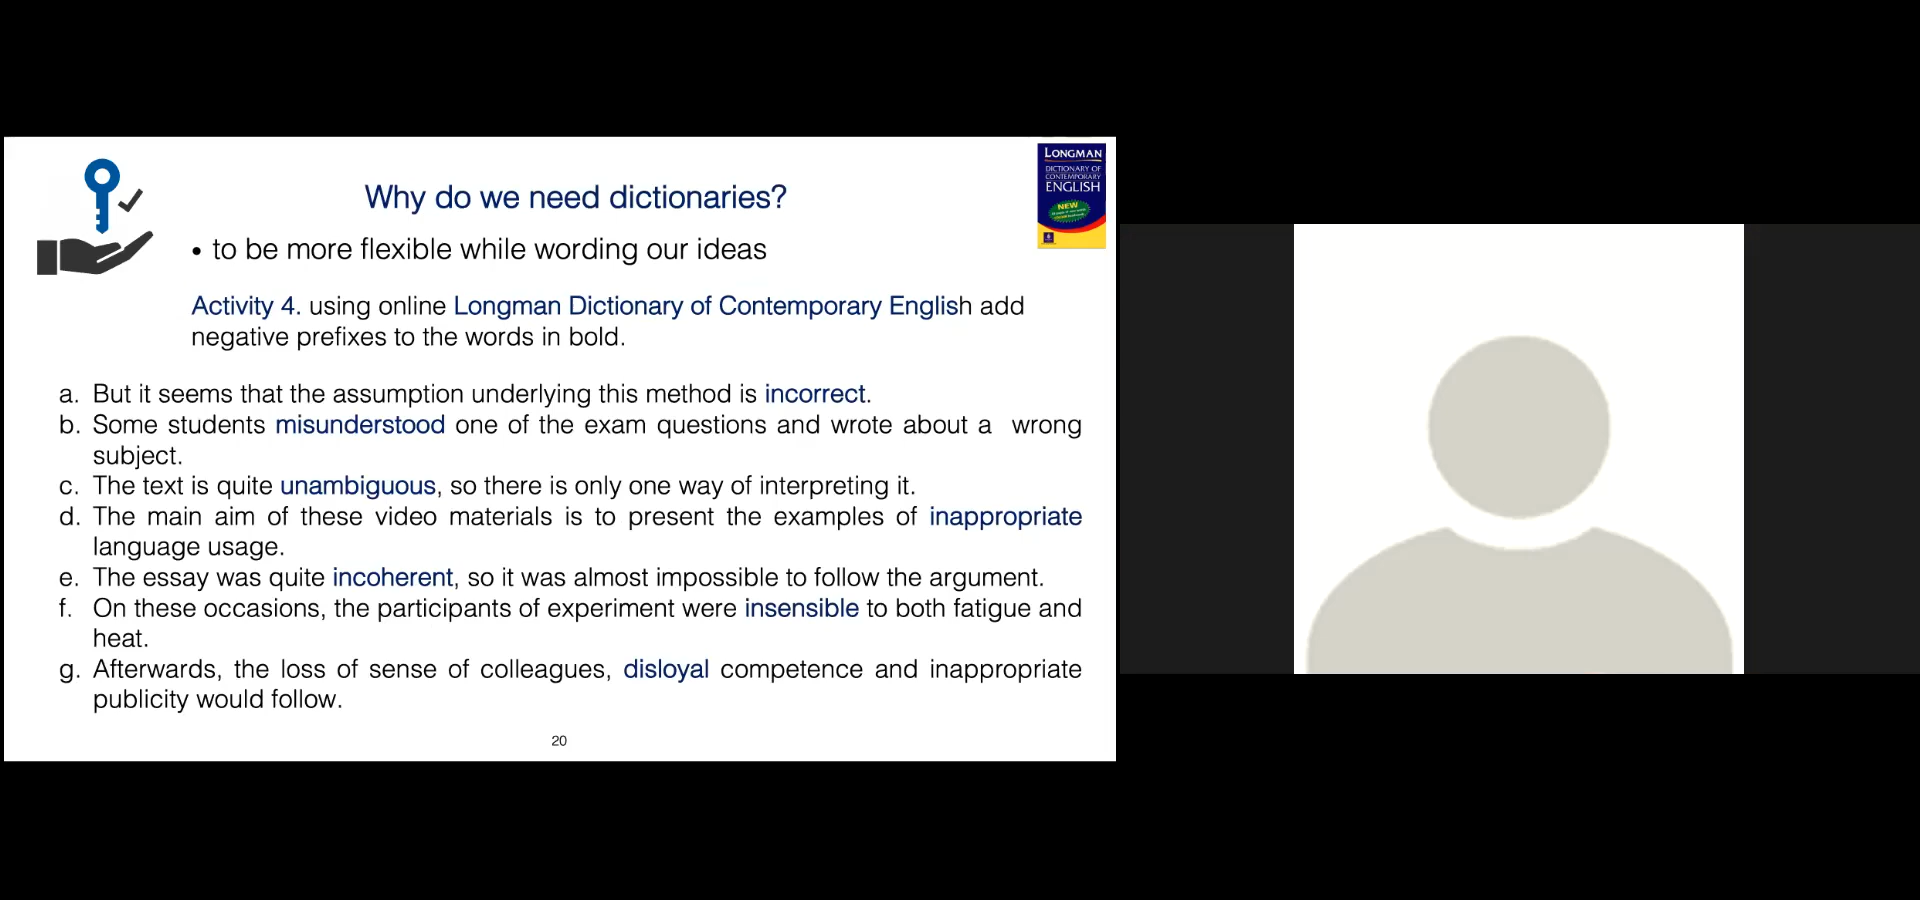 Why do we need dictionaries?
• to be more flexible while wording our ideas
Activity 4. using online Longman Dictionary of Contemporary English add
negative prefixes to the words in bold.
a. But it seems that the assumption underlying this method is incorrect.
b. Some students misunderstood one of the exam questions and wrote about a wrong
subject.
c. The text is quite unambiguous, so there is only one way of interpreting it.
d. The main aim of these video materials is to present the examples of inappropriate
language usage.
e. The essay was quite incoherent, so it was almost impossible to follow the argument.
f. On these occasions, the participants of experiment were insensible to both fatigue and
heat.
g. Afterwards, the loss of sense of colleagues, disloyal competence and inappropriate
publicity would follow.
20
LONGMAN
DICTIONARY OF
CONTEMPORARY
ENGLISH
NEW